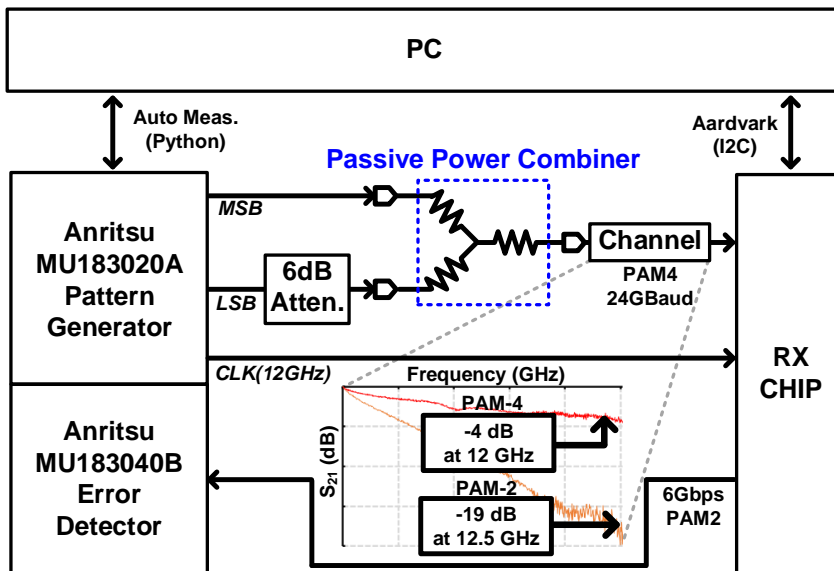 PC
Auto Meas.
(Python)
Aardvark
(I2C)
Passive Power Combiner
MSB
Anritsu
MU183020A
Pattern
Generator
6dB
Atten.
LSB
Channel
PAM4
24GBaud
CLK(12GHz)
RX
CHIP
Frequency (GHz)
S21 (dB)
PAM-4
-4 dB
at 12 GHz
PAM-2
-19 dB
at 12.5 GHz
Anritsu
MU183040B
Error
Detector
6Gbps
PAM2